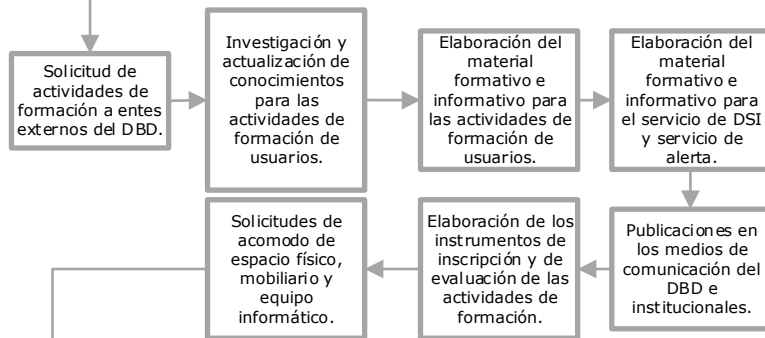 Solicitud de
actividades de
formación a entes
externos del DBD.
Investigación y
actualización de
conocimientos
para las
actividades de
formación de
usuarios.
Elaboración del
material
formativo e
informativo para
las actividades de
formación de
usuarios.
Elaboración del
material
formativo e
informativo para
el servicio de DSI
y servicio de
alerta.
Publicaciones en
los medios de
comunicación del
DBD e
institucionales.
Elaboración de los
instrumentos de
inscripción y de
evaluación de las
actividades de
formación.
Solicitudes de
acomodo de
espacio físico,
mobiliario y
equipo
informático.